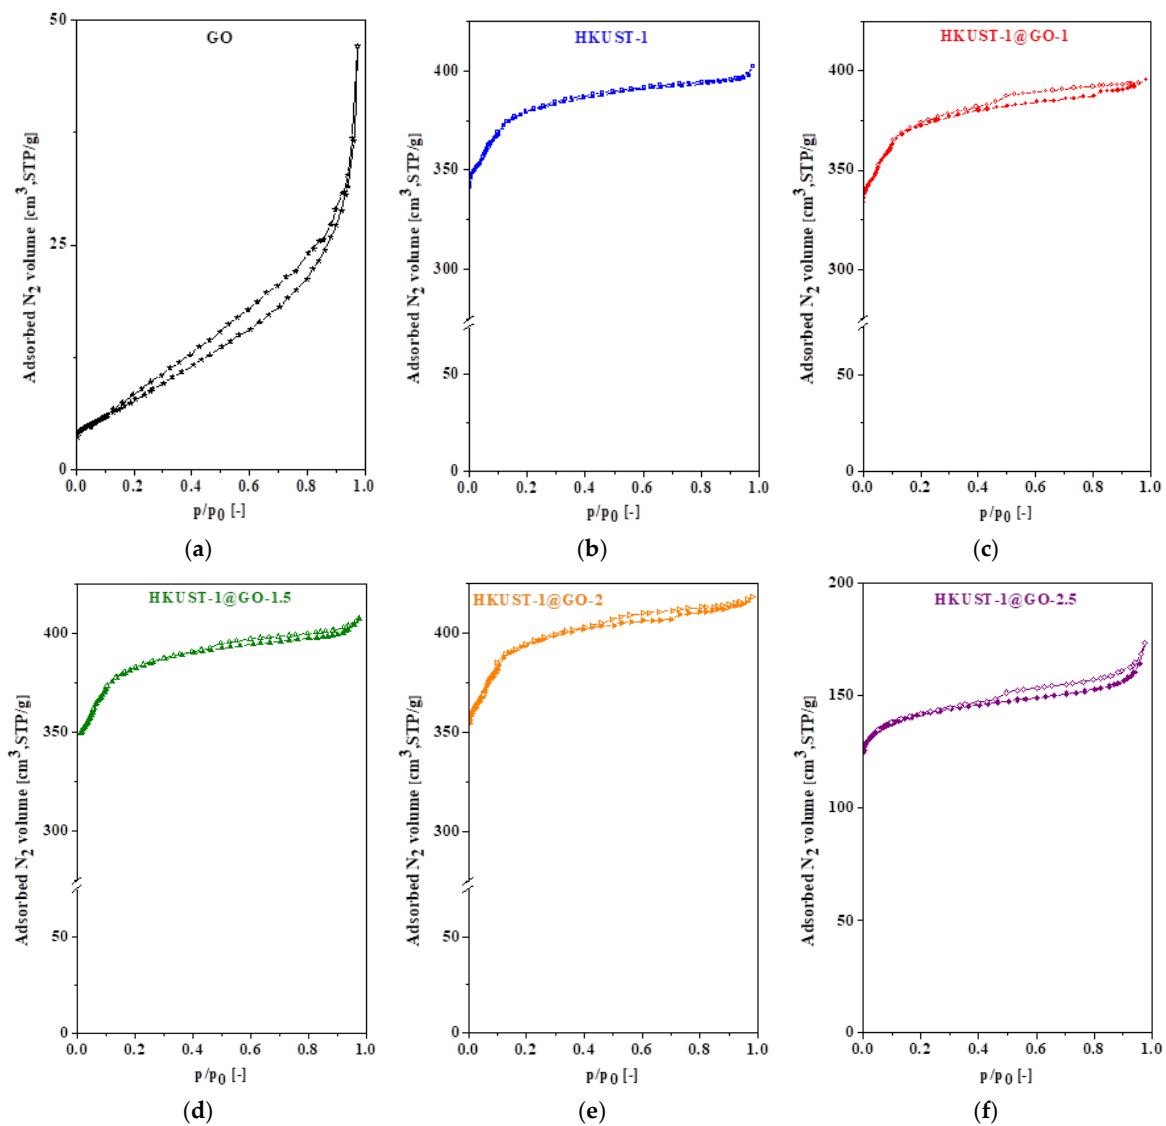 GO
Adsorbed N2 volume [cm3,STP/g]
50
25
0
0.0 0.2 0.4 0.6 0.8 1.0
p/p0 [-]
(a)
HKUST-1
Adsorbed N2 volume [cm3,STP/g]
400
350
300
50
0
0.0 0.2 0.4 0.6 0.8 1.0
p/p0 [-]
(b)
HKUST-1@GO-1
Adsorbed N2 volume [cm3,STP/g]
400
350
300
50
0
0.0 0.2 0.4 0.6 0.8 1.0
p/p0 [-]
(c)
HKUST-1@GO-1.5
Adsorbed N2 volume [cm3,STP/g]
400
350
300
50
0
0.0 0.2 0.4 0.6 0.8 1.0
p/p0 [-]
(d)
HKUST-1@GO-2
Adsorbed N2 volume [cm3,STP/g]
400
350
300
50
0
0.0 0.2 0.4 0.6 0.8 1.0
p/p0 [-]
(e)
HKUST-1@GO-2.5
Adsorbed N2 volume [cm3,STP/g]
200
150
100
50
0
0.0 0.2 0.4 0.6 0.8 1.0
p/p0 [-]
(f)